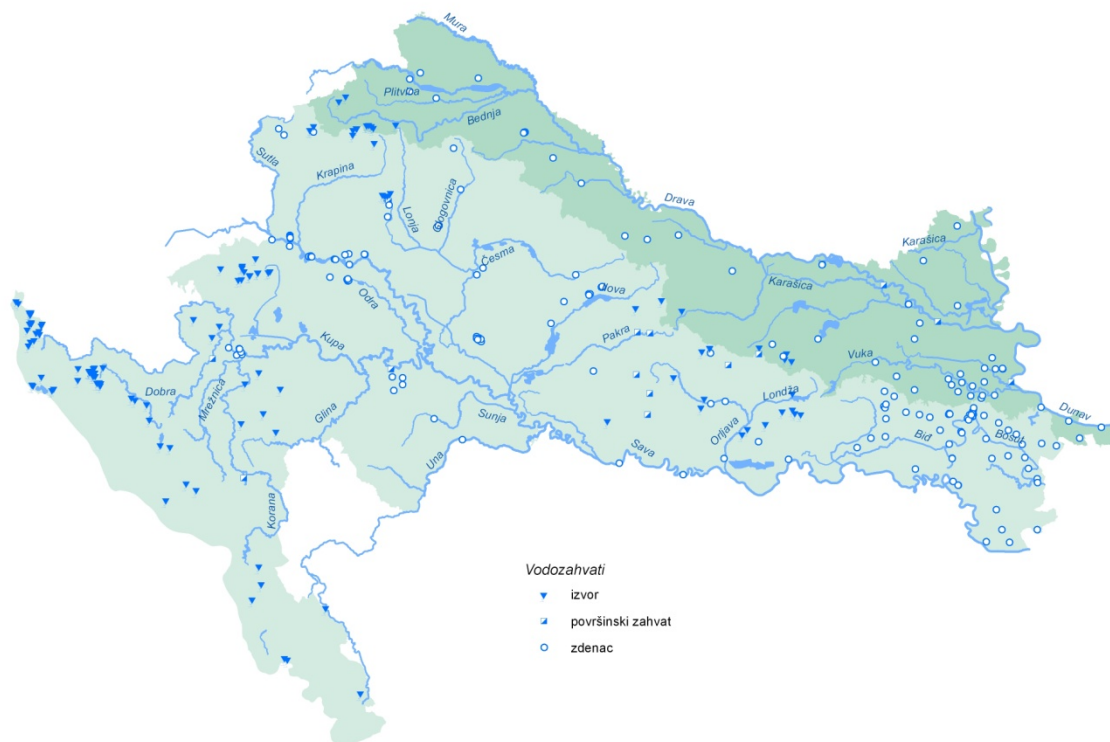 Mura
Plitvica
Bednja
Sutla
Krapina
Lonja
Glogovnica
Drava
Karašica
Česma
Odra
Ilova
Karašica
Pakra
Kupa
Vuka
Dobra
Mrežnica
Londža
Dunav
Glina
Sunja
Orljava
Bid
Bosut
Sava
Una
Korana
Vodozahvati
izvor
površinski zahvat
zdenac